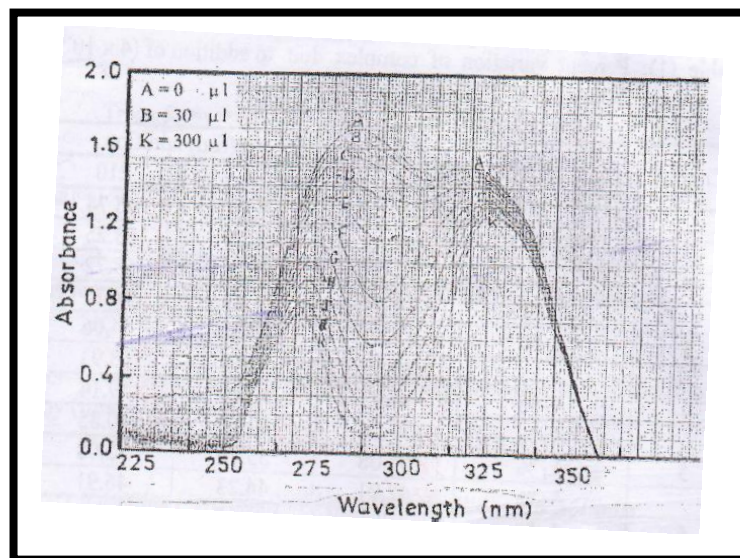 2.0
1.6
1.2
0.8
0.4
0.0
Absorbance
A = 0 µl
B = 30 µl
K = 300 µl
A
B
C
D
E
F
G
A
K
225 250 275 300 325 350
Wavelength (nm)